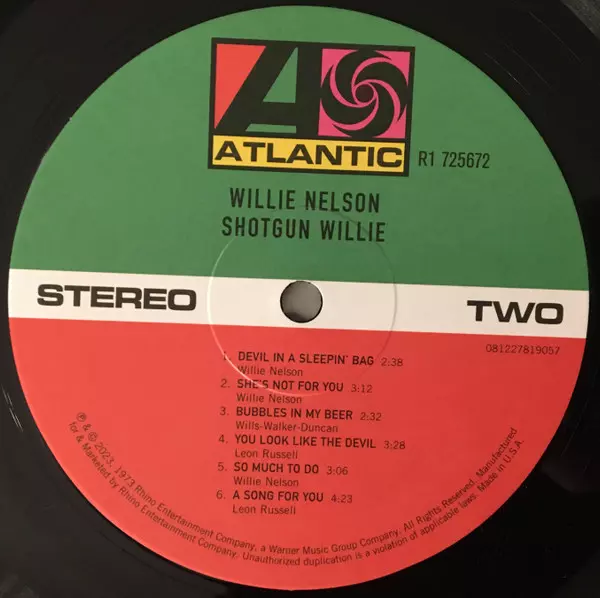 ATLANTIC
R1 725672
WILLIE NELSON
SHOTGUN WILLIE
STEREO
TWO
081227819057
1. DEVIL IN A SLEEPIN' BAG 2:38
Willie Nelson
2. SHE'S NOT FOR YOU 3:12
Willie Nelson
3. BUBBLES IN MY BEER 2:32
Wills-Walker-Duncan
4. YOU LOOK LIKE THE DEVIL 3:28
Leon Russell
5. SO MUCH TO DO 3:06
Willie Nelson
6. A SONG FOR YOU 4:23
Leon Russell
℗ & © 2023, 1973 Rhino Entertainment Company, a Warner Music Group Company. All Rights Reserved. Manufactured
for & Marketed by Rhino Entertainment Company. Unauthorized duplication is a violation of applicable laws. Made in U.S.A.